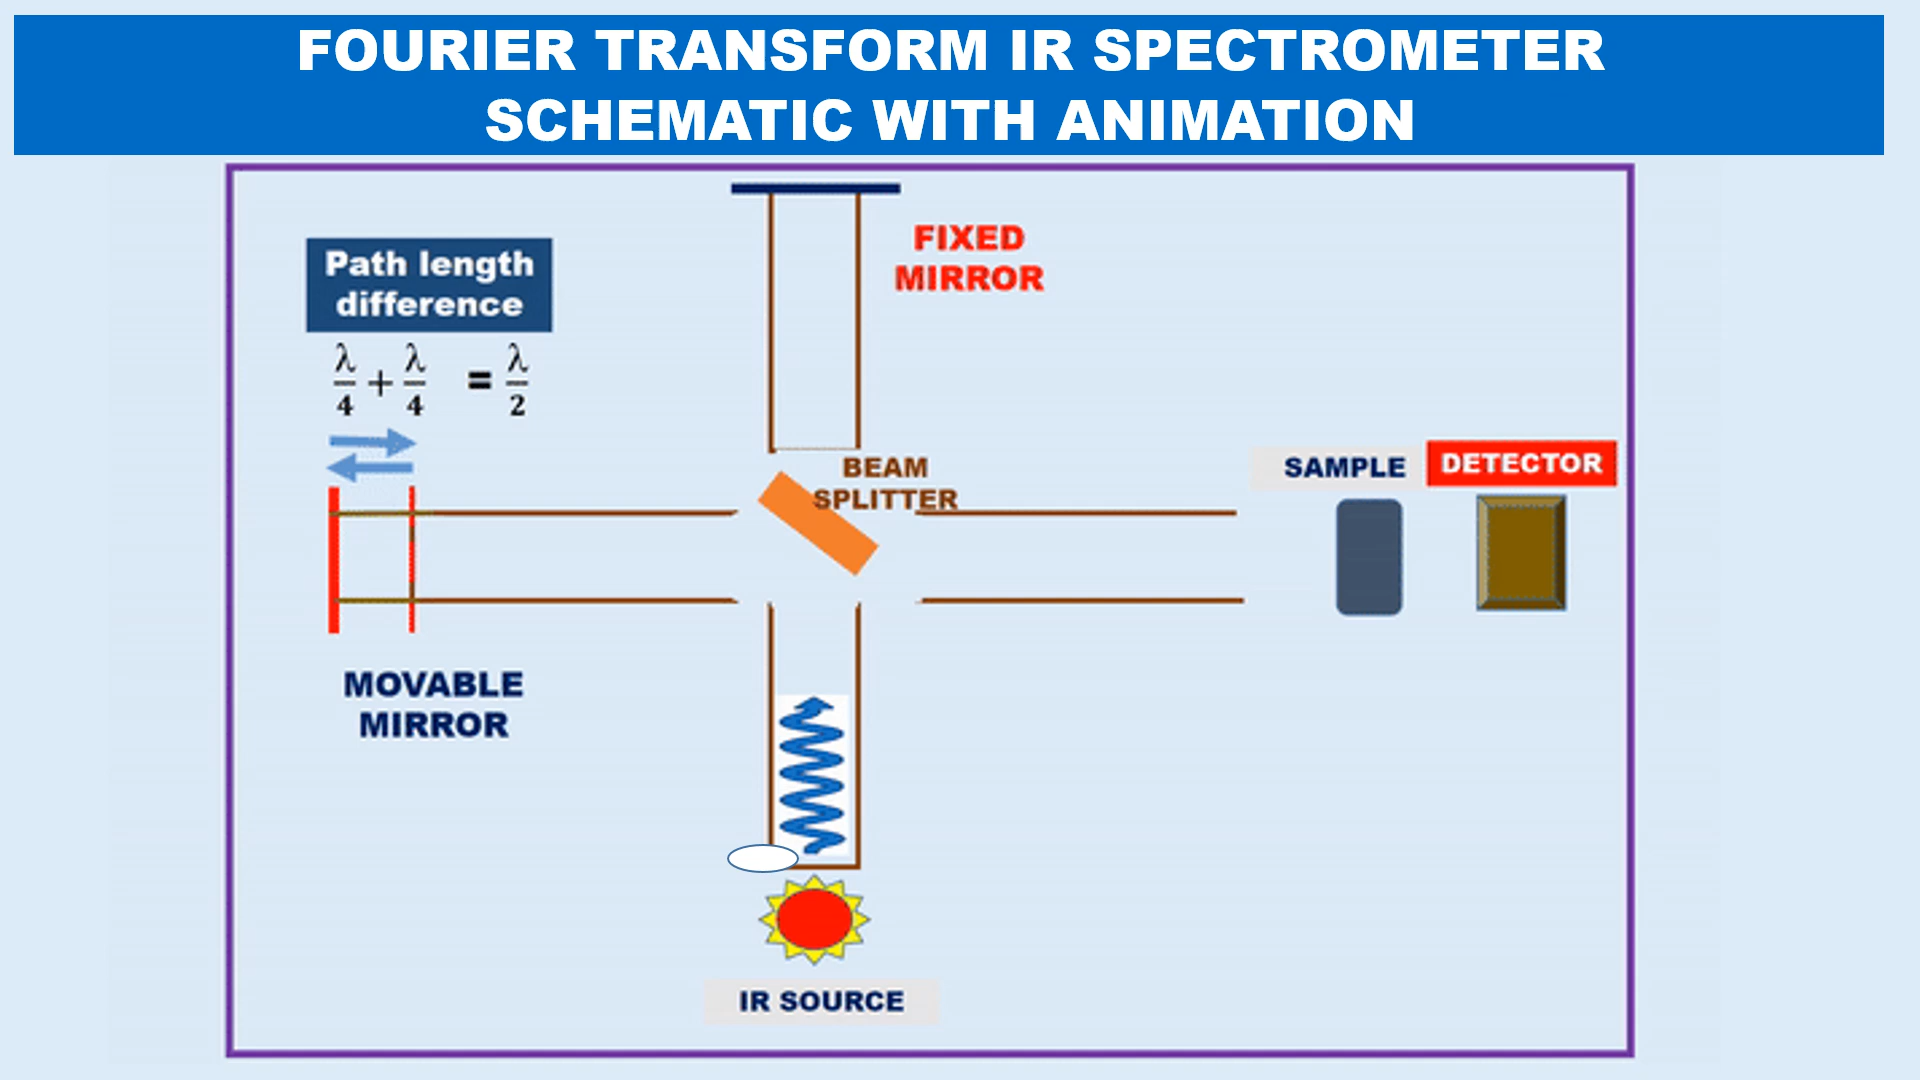 FOURIER TRANSFORM IR SPECTROMETER
SCHEMATIC WITH ANIMATION
Path length
difference
λ/4 + λ/4 = λ/2
FIXED
MIRROR
BEAM
SPLITTER
SAMPLE
DETECTOR
MOVABLE
MIRROR
IR SOURCE